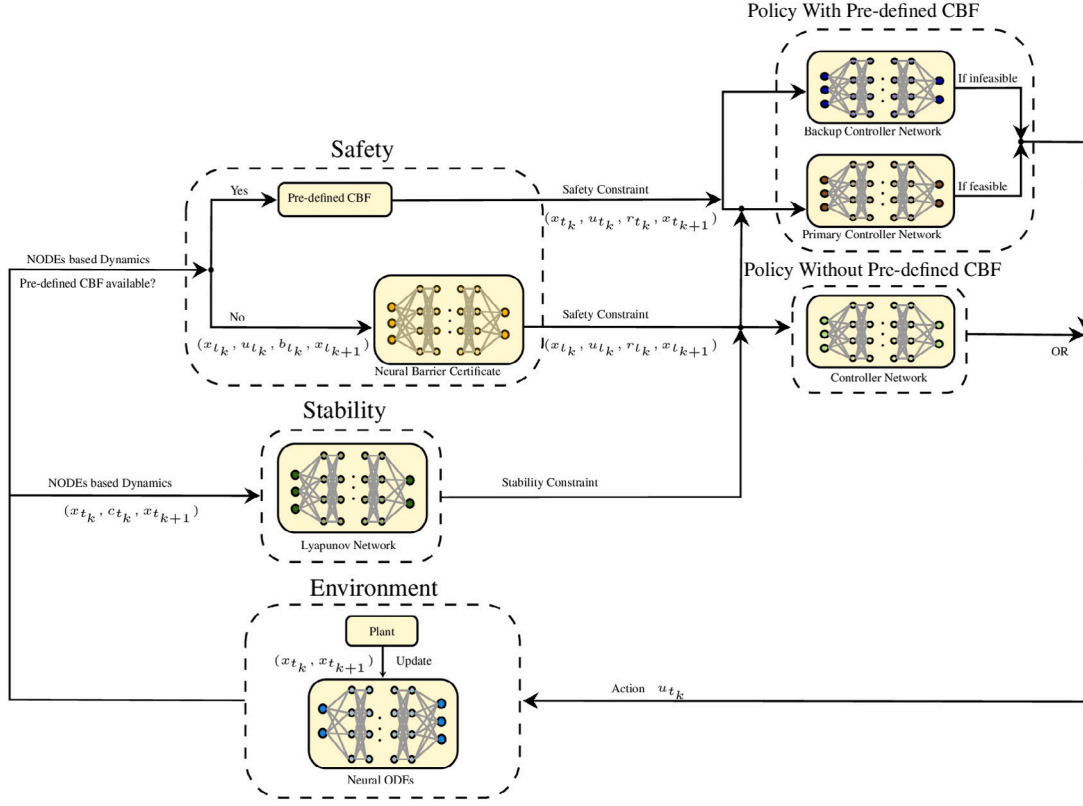 Policy With Pre-defined CBF
If infeasible
Backup Controller Network
If feasible
Primary Controller Network
Safety
Yes
Pre-defined CBF
Safety Constraint
(x_{t_k}, u_{t_k}, r_{t_k}, x_{t_{k+1}})
NODEs based Dynamics
Pre-defined CBF available?
No
(x_{t_k}, u_{t_k}, b_{t_k}, x_{t_{k+1}})
Neural Barrier Certificate
Safety Constraint
(x_{t_k}, u_{t_k}, r_{t_k}, x_{t_{k+1}})
Policy Without Pre-defined CBF
Controller Network
OR
Stability
NODEs based Dynamics
(x_{t_k}, c_{t_k}, x_{t_{k+1}})
Lyapunov Network
Stability Constraint
Environment
Plant
(x_{t_k}, x_{t_{k+1}})
Update
Neural ODEs
Action u_{t_k}